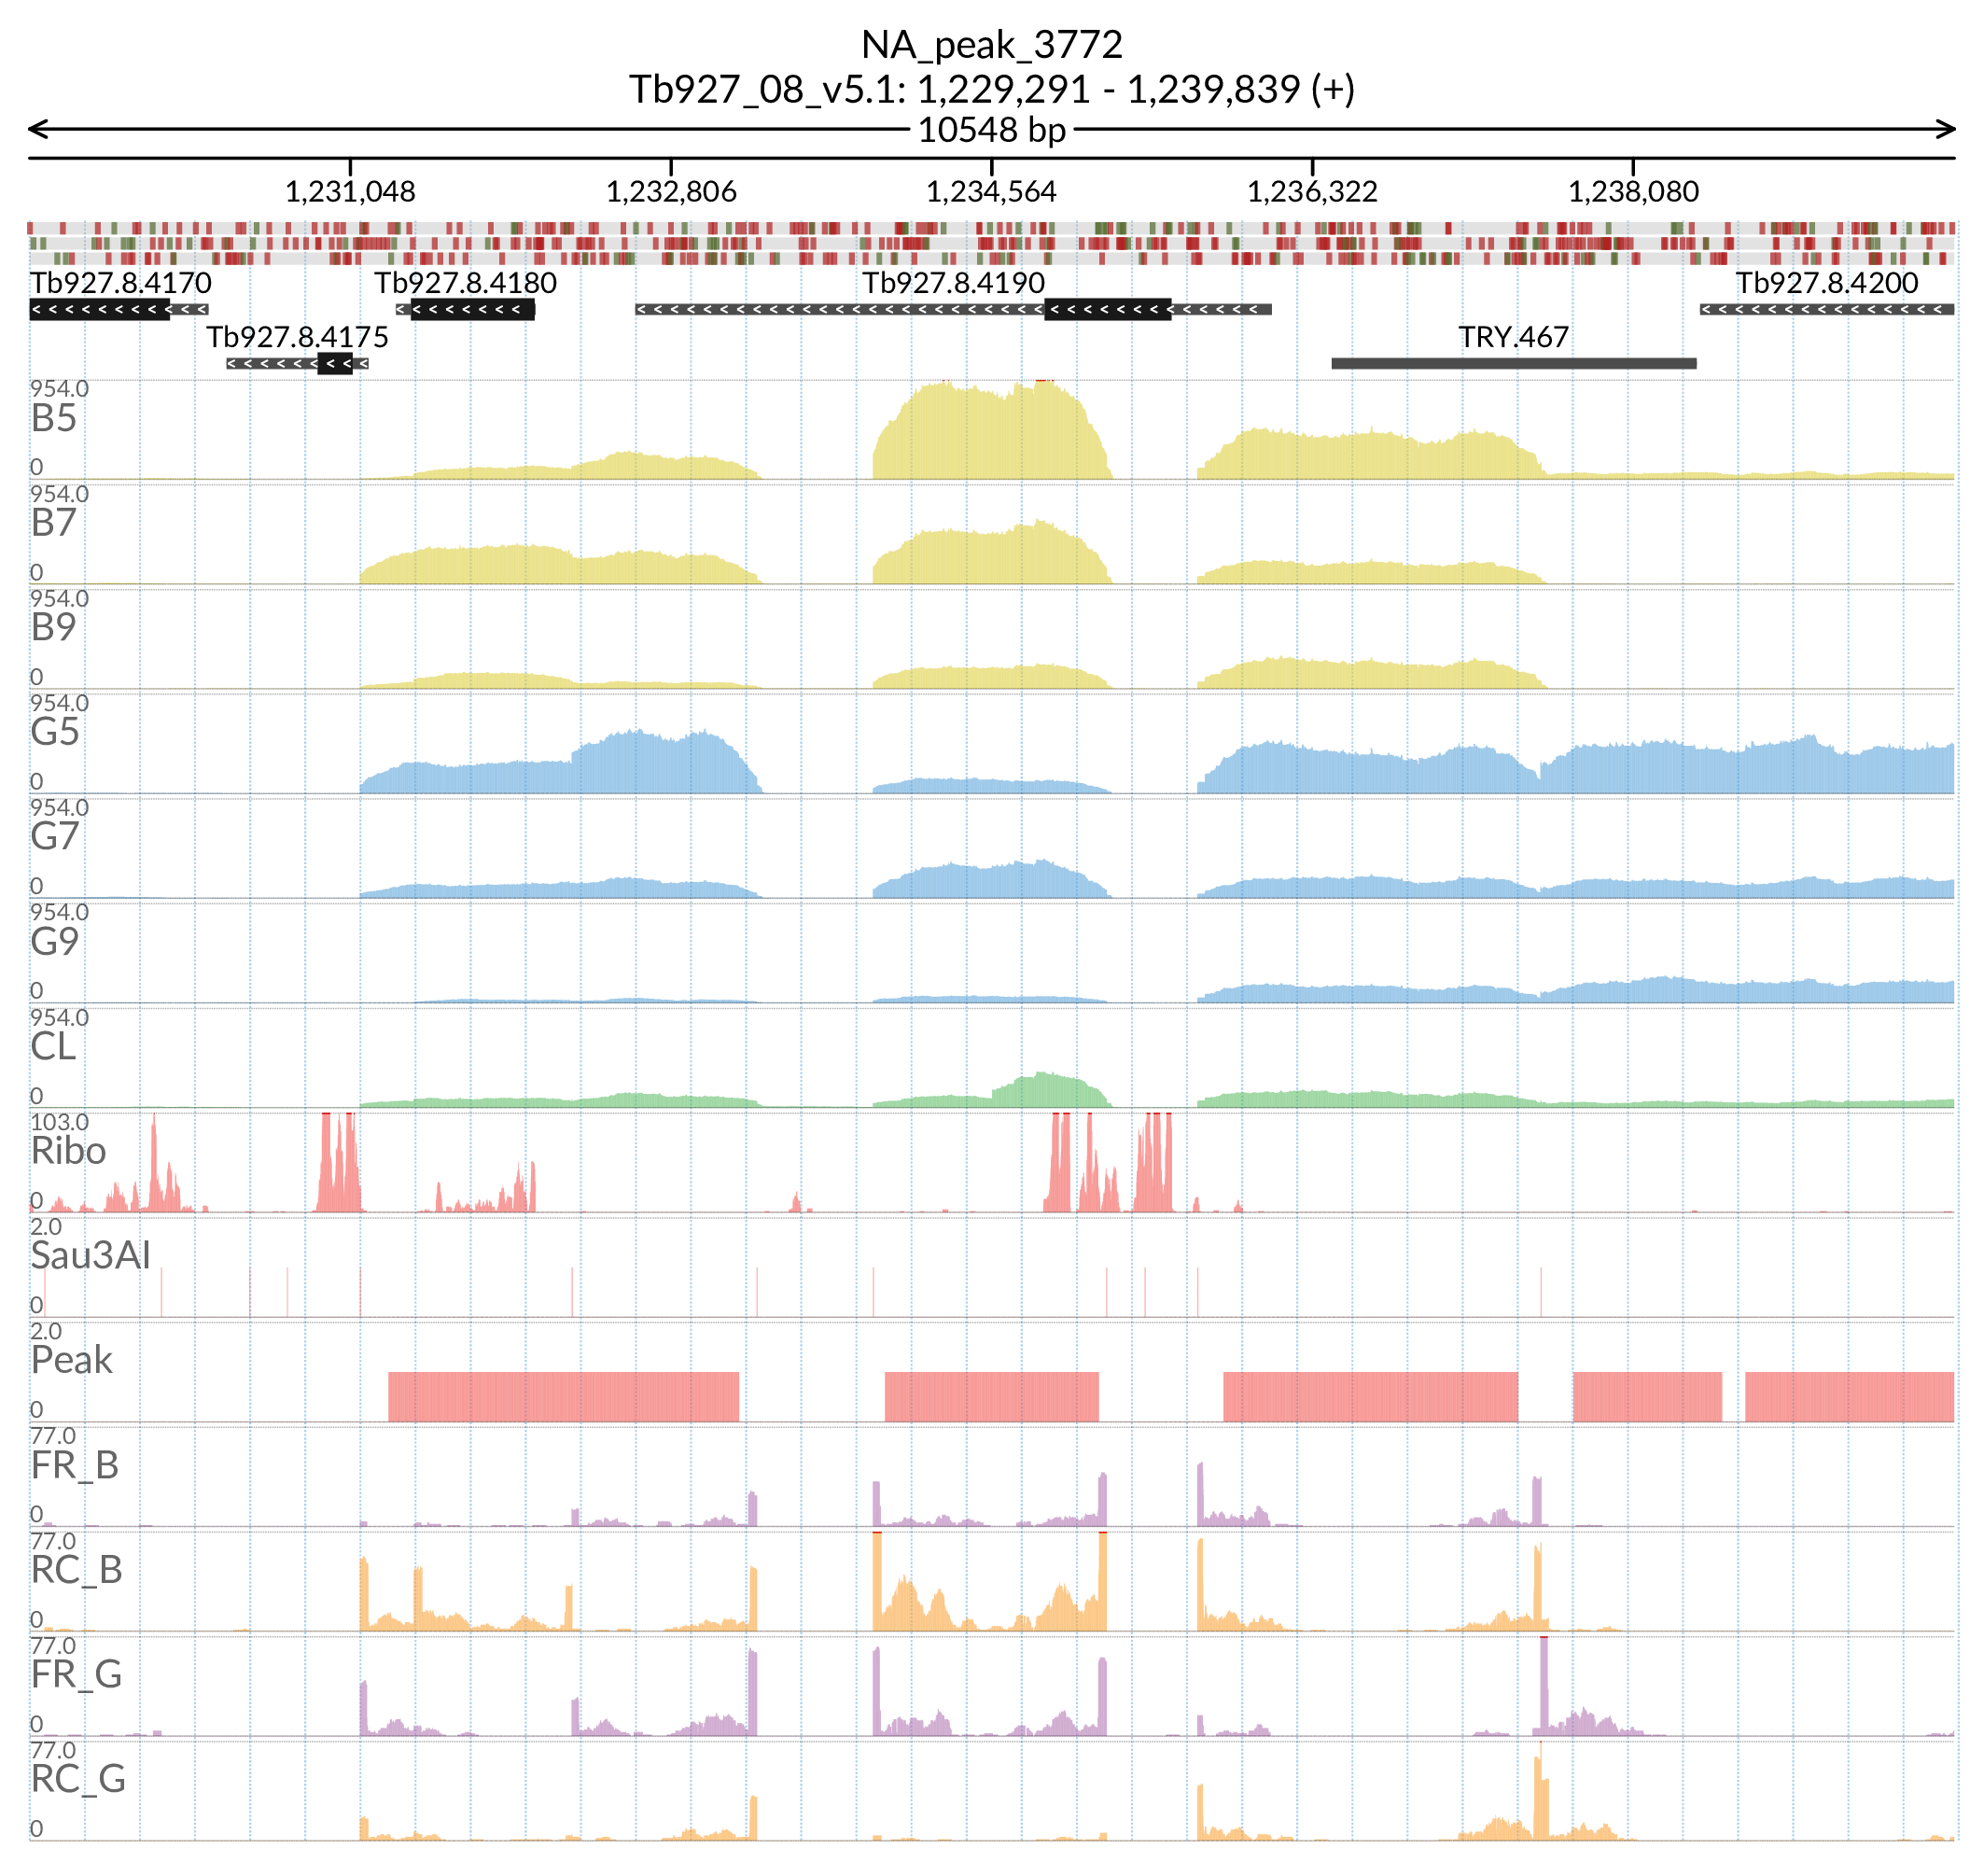 NA_peak_3772
Tb927_08_v5.1: 1,229,291 - 1,239,839 (+)
10548 bp
1,231,048 1,232,806 1,234,564 1,236,322 1,238,080
Tb927.8.4170 Tb927.8.4180 Tb927.8.4190 Tb927.8.4200
Tb927.8.4175 TRY.467
954.0
B5
0
954.0
B7
0
954.0
B9
0
954.0
G5
0
954.0
G7
0
954.0
G9
0
954.0
CL
0
103.0
Ribo
0
2.0
Sau3AI
0
2.0
Peak
0
77.0
FR_B
0
77.0
RC_B
0
77.0
FR_G
0
77.0
RC_G
0